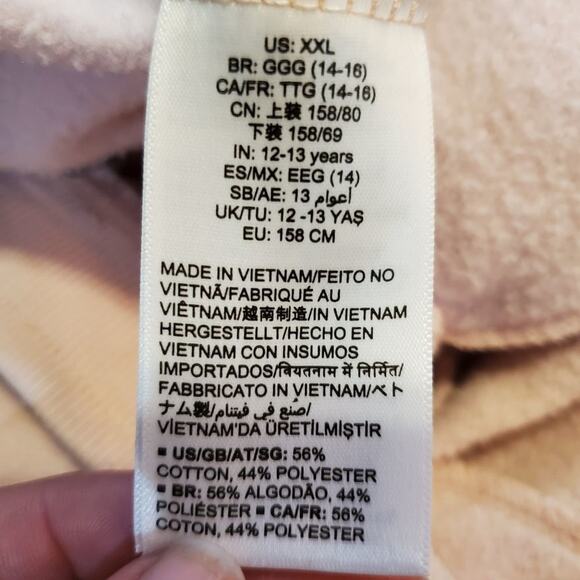 US: XXL
BR: GGG (14-16)
CA/FR: TTG (14-16)
CN: 上装 158/80
下装 158/69
IN: 12-13 years
ES/MX: EEG (14)
SB/AE: 13 أعوام
UK/TU: 12 -13 YAŞ
EU: 158 CM
MADE IN VIETNAM/FEITO NO
VIETNÃ/FABRIQUÉ AU
VIÊTNAM/越南制造/IN VIETNAM
HERGESTELLT/HECHO EN
VIETNAM CON INSUMOS
IMPORTADOS/वियतनाम में निर्मित/
FABBRICATO IN VIETNAM/ベト
ナム製/صُنع في فيتنام/
VİETNAM'DA ÜRETİLMİŞTİR
▪ US/GB/AT/SG: 56%
COTTON, 44% POLYESTER
▪ BR: 56% ALGODÃO, 44%
POLIÉSTER ▪ CA/FR: 56%
COTON, 44% POLYESTER